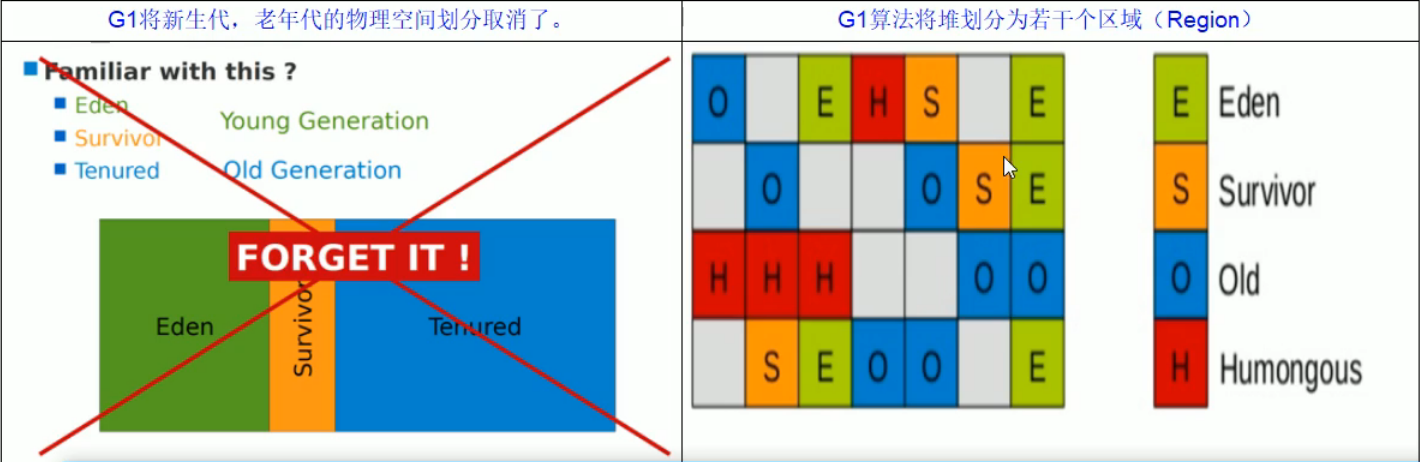 G1将新生代，老年代的物理空间划分取消了。
Familiar with this ?
Eden
Survivor
Tenured
Young Generation
Old Generation
FORGET IT !
Eden
Survivor
Tenured
G1算法将堆划分为若干个区域（Region）
O E H S E
O O S E
H H H O O
S E O O E
E Eden
S Survivor
O Old
H Humongous